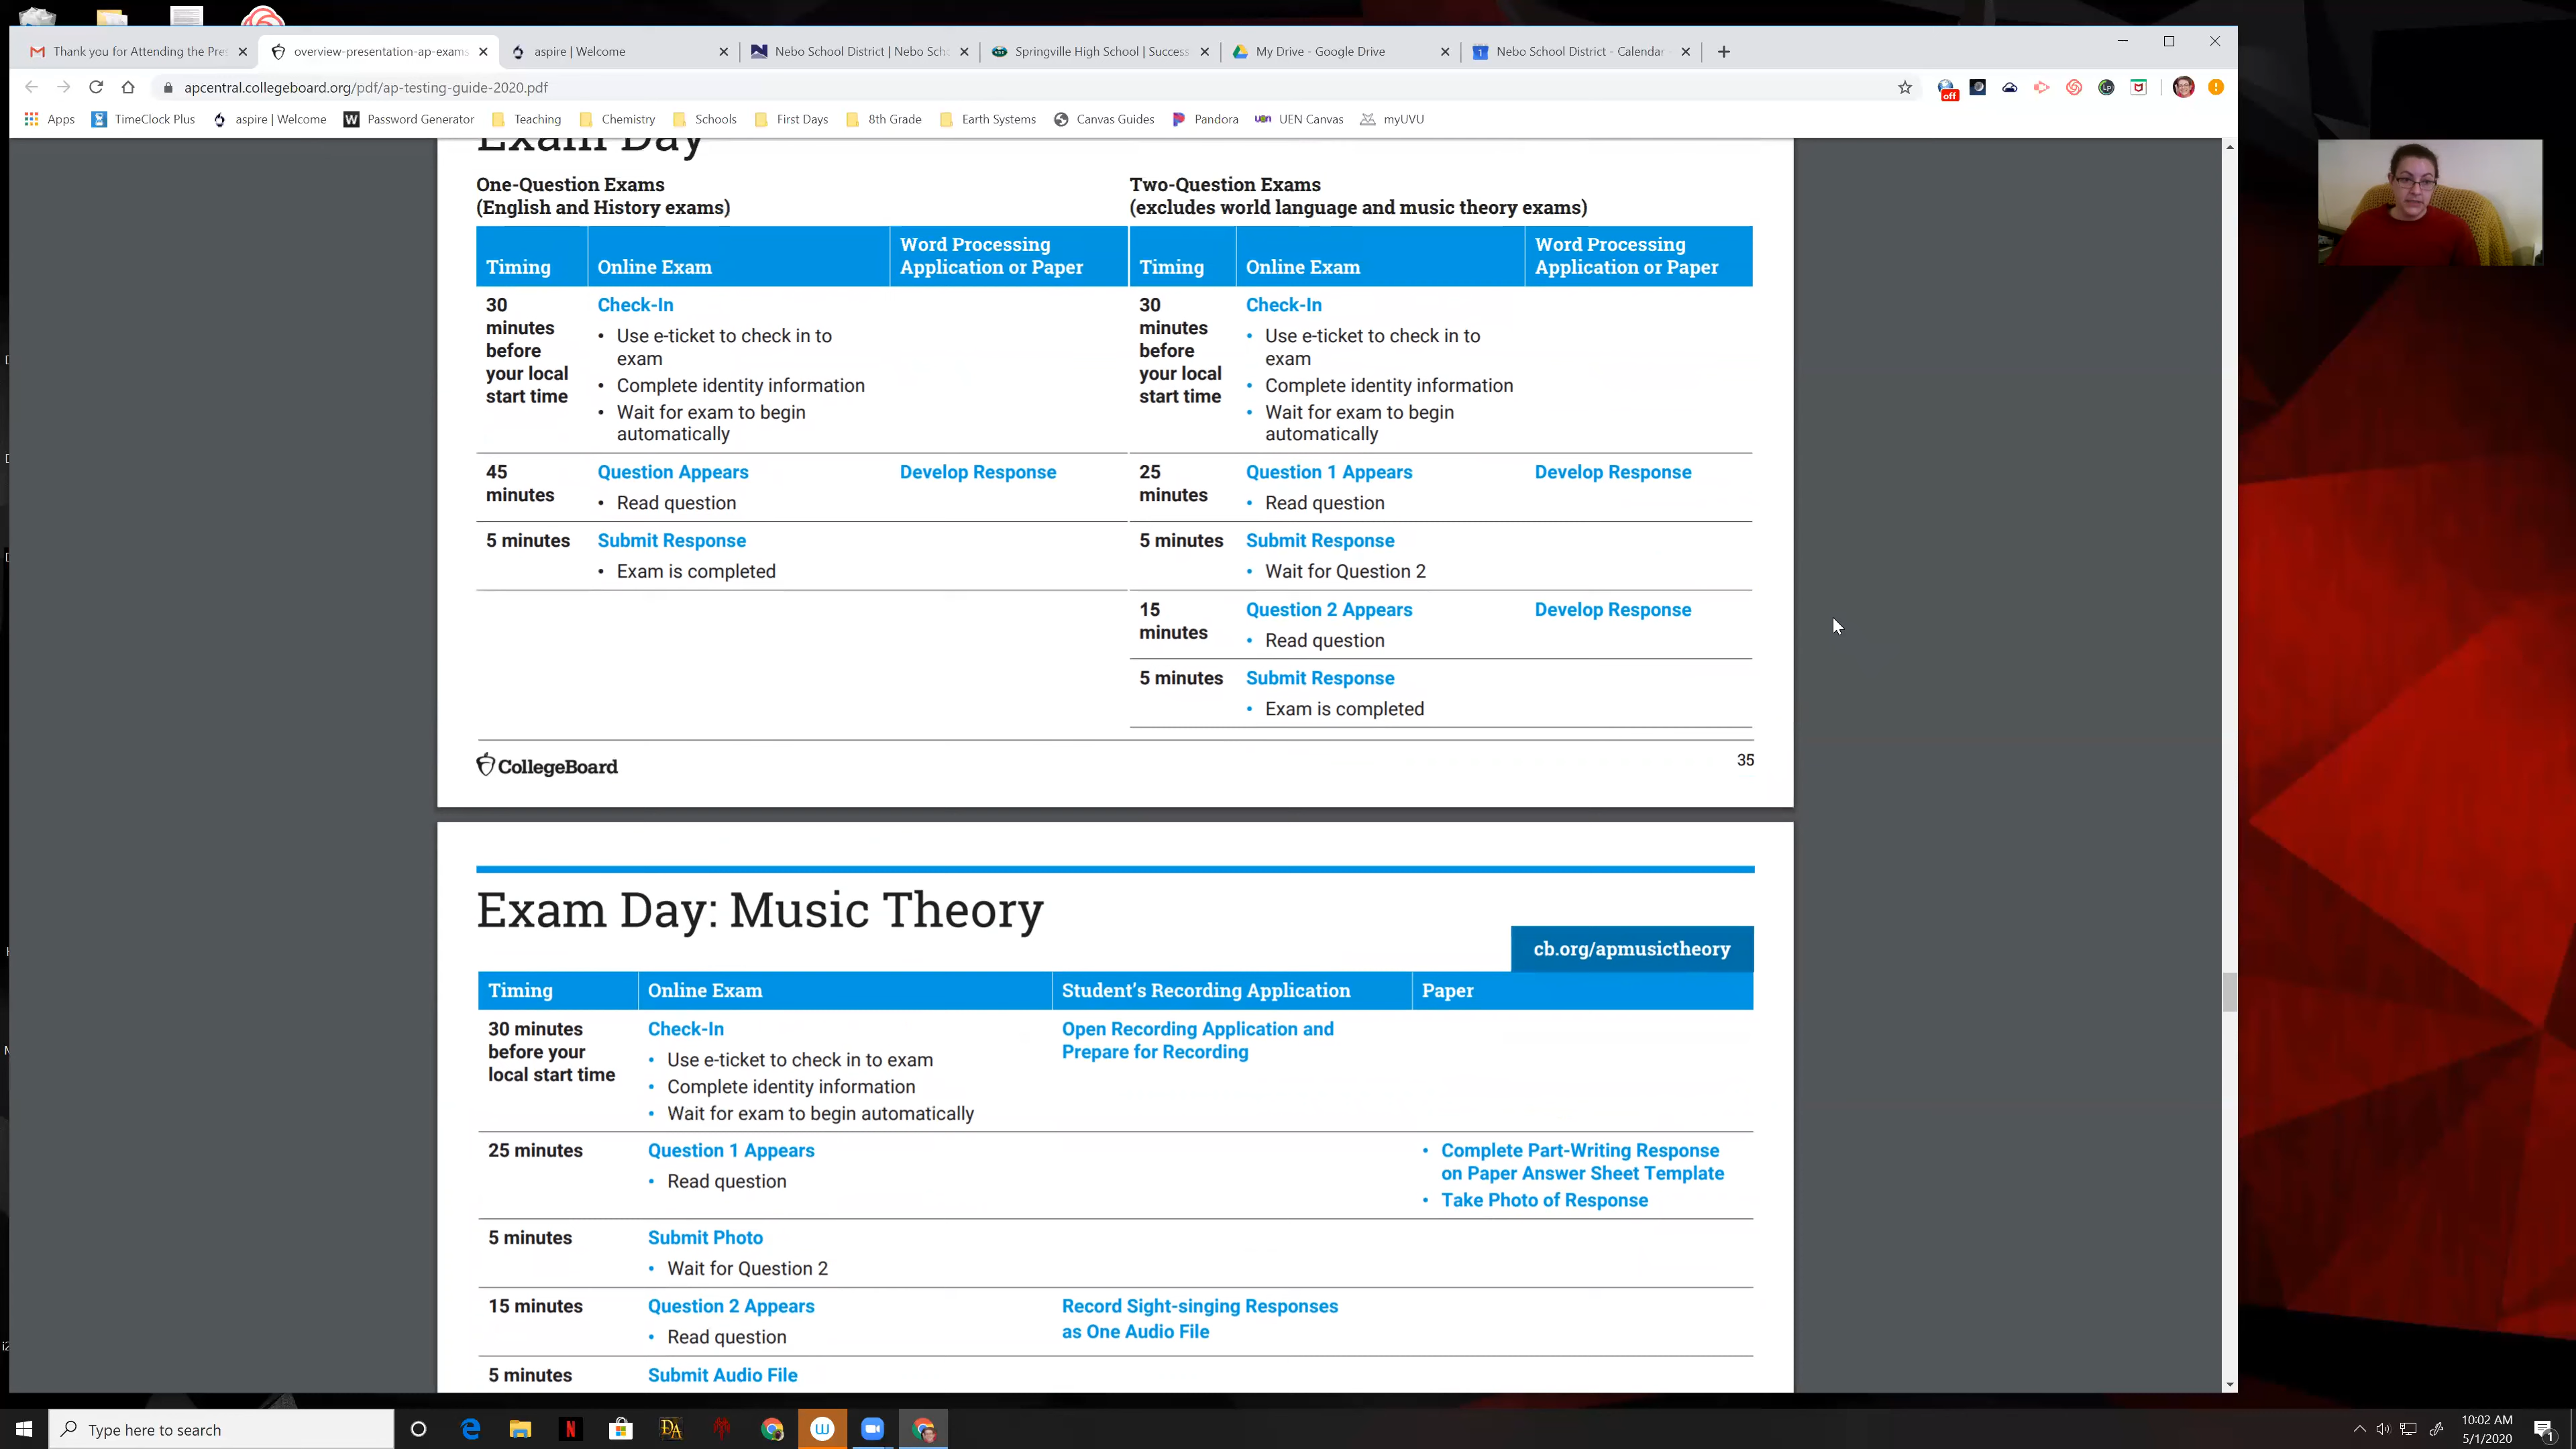 Thank you for Attending the Pre
overview-presentation-ap-exams
aspire | Welcome
Nebo School District | Nebo Scho
Springville High School | Success
My Drive - Google Drive
Nebo School District - Calendar
apcentral.collegeboard.org/pdf/ap-testing-guide-2020.pdf
off
Apps
TimeClock Plus
aspire | Welcome
Password Generator
Teaching
Chemistry
Schools
First Days
8th Grade
Earth Systems
Canvas Guides
Pandora
UEN Canvas
myUVU
Exam Day
One-Question Exams
(English and History exams)
Timing
Online Exam
Word Processing
Application or Paper
30
minutes
before
your local
start time
Check-In
• Use e-ticket to check in to
exam
• Complete identity information
• Wait for exam to begin
automatically
45
minutes
Question Appears
• Read question
Develop Response
5 minutes
Submit Response
• Exam is completed
Two-Question Exams
(excludes world language and music theory exams)
Timing
Online Exam
Word Processing
Application or Paper
30
minutes
before
your local
start time
Check-In
• Use e-ticket to check in to
exam
• Complete identity information
• Wait for exam to begin
automatically
25
minutes
Question 1 Appears
• Read question
Develop Response
5 minutes
Submit Response
• Wait for Question 2
15
minutes
Question 2 Appears
• Read question
Develop Response
5 minutes
Submit Response
• Exam is completed
CollegeBoard
35
Exam Day: Music Theory
cb.org/apmusictheory
Timing
Online Exam
Student's Recording Application
Paper
30 minutes
before your
local start time
Check-In
• Use e-ticket to check in to exam
• Complete identity information
• Wait for exam to begin automatically
Open Recording Application and
Prepare for Recording
25 minutes
Question 1 Appears
• Read question
• Complete Part-Writing Response
on Paper Answer Sheet Template
• Take Photo of Response
5 minutes
Submit Photo
• Wait for Question 2
15 minutes
Question 2 Appears
• Read question
Record Sight-singing Responses
as One Audio File
5 minutes
Submit Audio File
Type here to search
10:02 AM
5/1/2020